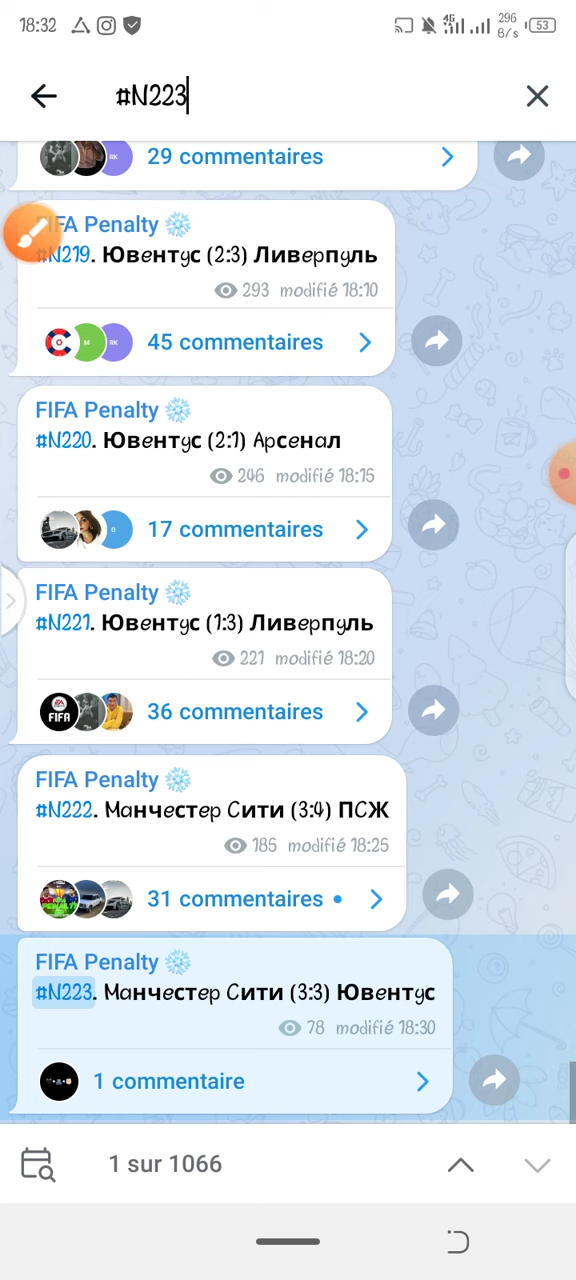 18:32 4G 296 B/s 53
#N223
29 commentaires
FIFA Penalty ❄️
#N219. Ювентус (2:3) Ливерпуль
293 modifié 18:10
45 commentaires
FIFA Penalty ❄️
#N220. Ювентус (2:1) Арсенал
246 modifié 18:15
17 commentaires
FIFA Penalty ❄️
#N221. Ювентус (1:3) Ливерпуль
221 modifié 18:20
36 commentaires
FIFA Penalty ❄️
#N222. Манчестер Сити (3:4) ПСЖ
185 modifié 18:25
31 commentaires
FIFA Penalty ❄️
#N223. Манчестер Сити (3:3) Ювентус
78 modifié 18:30
1 commentaire
1 sur 1066